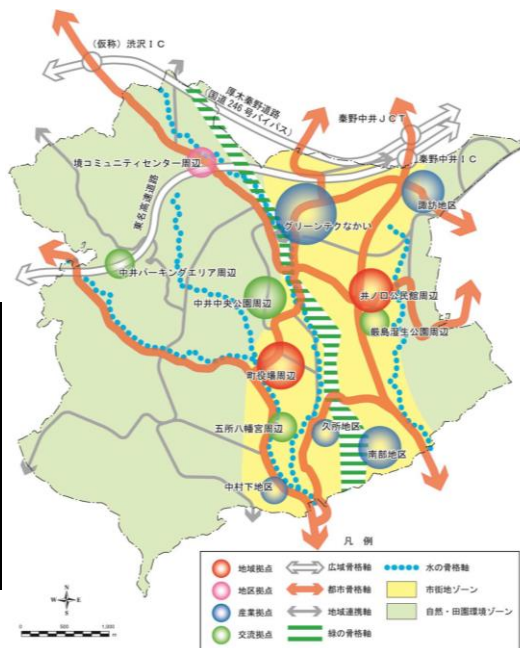 (仮称)渋沢IC
厚木秦野道路
(国道246号バイパス)
秦野中井JCT
秦野中井IC
境コミュニティセンター周辺
諏訪地区
東名高速道路
グリーンテクなかい
中井パーキングエリア周辺
中井中央公園周辺
井ノ口公民館周辺
厳島湿生公園周辺
町役場周辺
五所八幡宮周辺
久所地区
南部地区
中村下地区
凡 例
地域拠点 広域骨格軸 水の骨格軸
地区拠点 都市骨格軸 市街地ゾーン
産業拠点 地域連携軸 自然・田園環境ゾーン
交流拠点 緑の骨格軸
N
W E
S
0 500 1,000
m